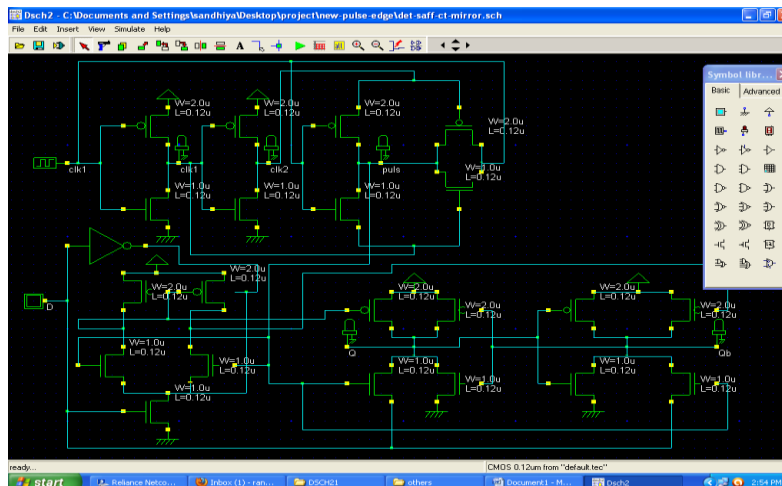 Dsch2 - C:\Documents and Settings\sandhiya\Desktop\project\new-pulse-edge\det-saff-ct-mirror.sch
File Edit Insert View Simulate Help
Symbol libr...
Basic Advanced
W=2.0u
L=0.12u
W=2.0u
L=0.12u
W=2.0u
L=0.12u
W=2.0u
L=0.12u
clk1
clk1
clk2
puls
W=1.0u
L=0.12u
W=1.0u
L=0.12u
W=1.0u
L=0.12u
W=1.0u
L=0.12u
D
W=2.0u
L=0.12u
W=2.0u
L=0.12u
W=2.0u
L=0.12u
W=2.0u
L=0.12u
W=2.0u
L=0.12u
W=2.0u
L=0.12u
Q
Qb
W=1.0u
L=0.12u
W=1.0u
L=0.12u
W=1.0u
L=0.12u
W=1.0u
L=0.12u
W=1.0u
L=0.12u
W=1.0u
L=0.12u
W=1.0u
L=0.12u
ready...
CMOS 0.12um from "default.tec"
start
Reliance Netco...
Inbox (1) - ran...
DSCH21
others
Document1 - M...
Dsch2
2:54 PM